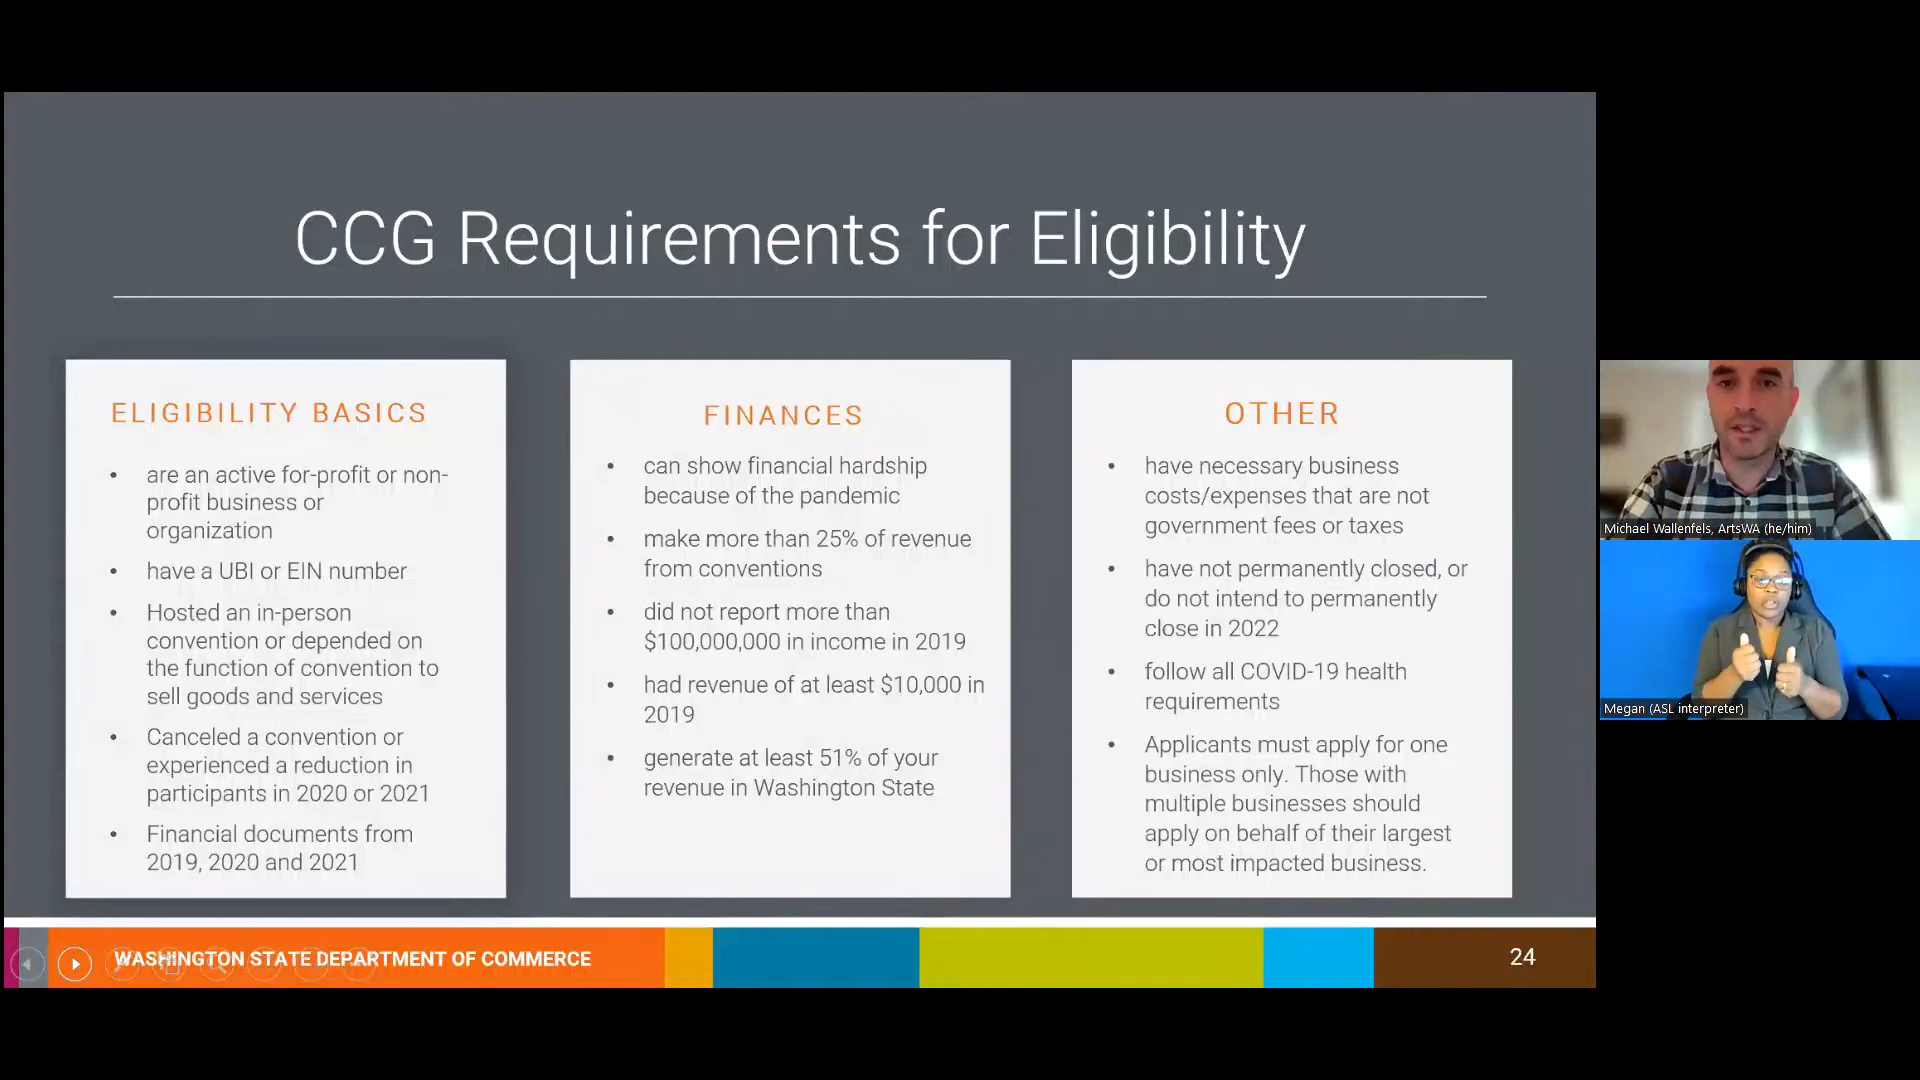 CCG Requirements for Eligibility
ELIGIBILITY BASICS
• are an active for-profit or non-
profit business or
organization
• have a UBI or EIN number
• Hosted an in-person
convention or depended on
the function of convention to
sell goods and services
• Canceled a convention or
experienced a reduction in
participants in 2020 or 2021
• Financial documents from
2019, 2020 and 2021
FINANCES
• can show financial hardship
because of the pandemic
• make more than 25% of revenue
from conventions
• did not report more than
$100,000,000 in income in 2019
• had revenue of at least $10,000 in
2019
• generate at least 51% of your
revenue in Washington State
OTHER
• have necessary business
costs/expenses that are not
government fees or taxes
• have not permanently closed, or
do not intend to permanently
close in 2022
• follow all COVID-19 health
requirements
• Applicants must apply for one
business only. Those with
multiple businesses should
apply on behalf of their largest
or most impacted business.
WASHINGTON STATE DEPARTMENT OF COMMERCE
24
Michael Wallenfels, ArtsWA (he/him)
Megan (ASL interpreter)